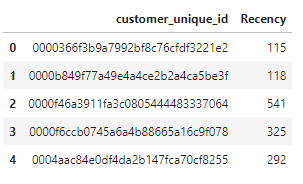 customer_unique_id Recency
0 0000366f3b9a7992bf8c76cfdf3221e2 115
1 0000b849f77a49e4a4ce2b2a4ca5be3f 118
2 0000f46a3911fa3c0805444483337064 541
3 0000f6ccb0745a6a4b88665a16c9f078 325
4 0004aac84e0df4da2b147fca70cf8255 292